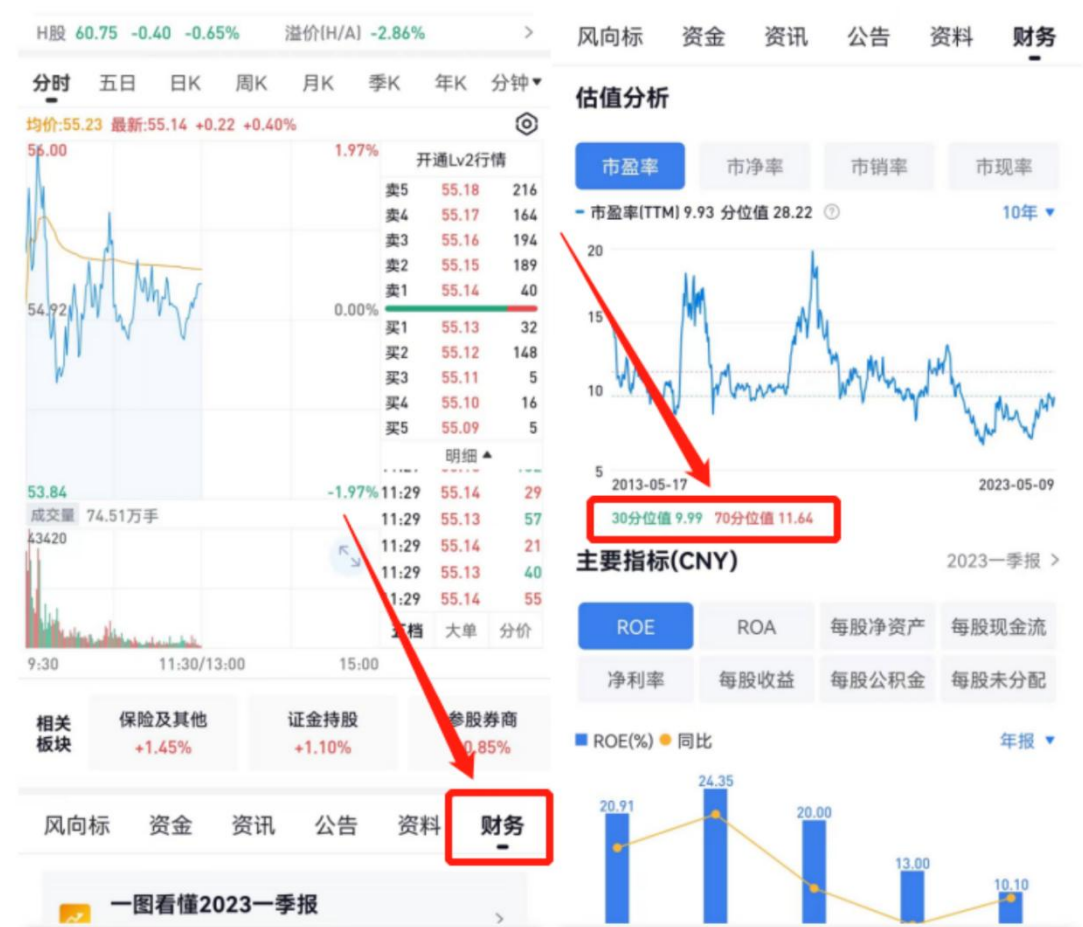 H股 60.75 -0.40 -0.65% 溢价(H/A) -2.86% >
分时 五日 日K 周K 月K 季K 年K 分钟▼
均价:55.23 最新:55.14 +0.22 +0.40%
56.00 1.97%
54.92 0.00%
53.84 -1.97%
开通Lv2行情
卖5 55.18 216
卖4 55.17 164
卖3 55.16 194
卖2 55.15 189
卖1 55.14 40
买1 55.13 32
买2 55.12 148
买3 55.11 5
买4 55.10 16
买5 55.09 5
明细▲
11:29 55.14 29
11:29 55.13 57
11:29 55.14 21
11:29 55.13 40
11:29 55.14 55
成交量 74.51万手
43420
档 大单 分价
9:30 11:30/13:00 15:00
相关板块
保险及其他 证金持股 参股券商
+1.45% +1.10% 0.85%
风向标 资金 资讯 公告 资料 财务
一图看懂2023一季报 >
风向标 资金 资讯 公告 资料 财务
估值分析
市盈率 市净率 市销率 市现率
市盈率(TTM) 9.93 分位值 28.22 ? 10年▼
20
15
10
5
2013-05-17 2023-05-09
30分位值 9.99 70分位值 11.64
主要指标(CNY) 2023一季报 >
ROE ROA 每股净资产 每股现金流
净利率 每股收益 每股公积金 每股未分配
ROE(%) 同比 年报▼
20.91 24.35 20.00 13.00 10.10